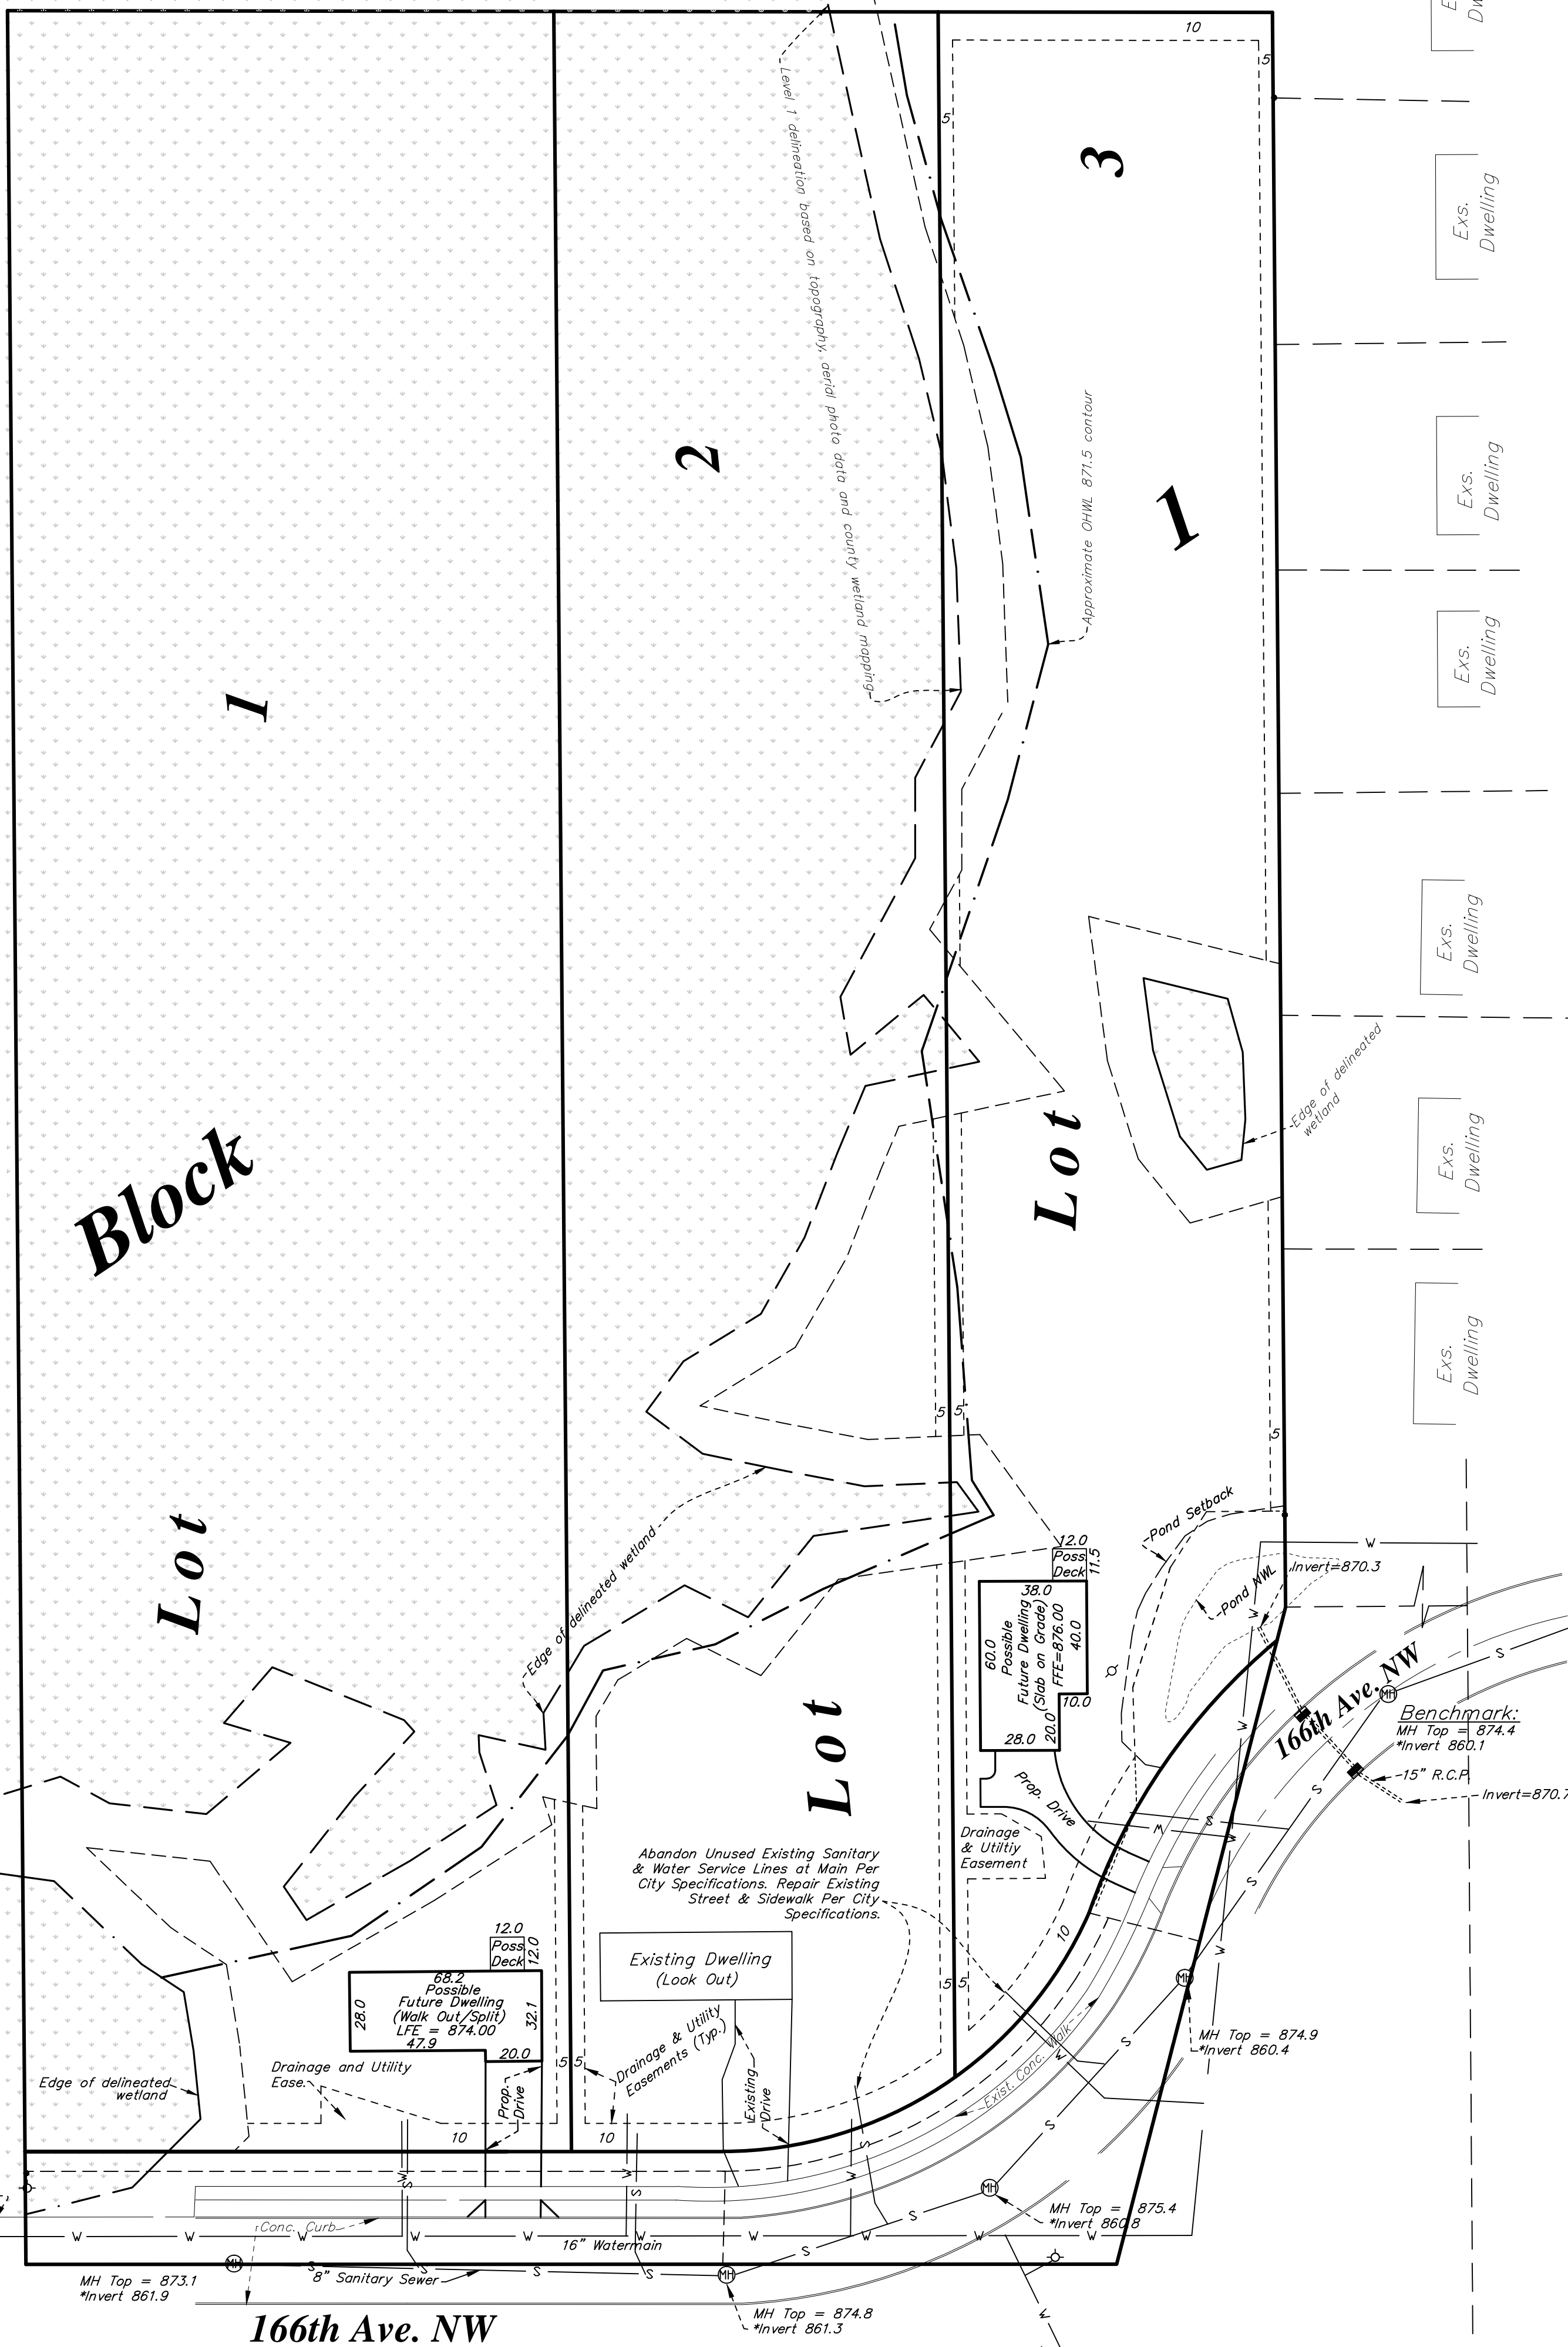 10
5
5
3
Level 1 delineation based on topography, aerial photo data and county wetland mapping
Exs.
Dwelling
2
Approximate OHWL 871.5 contour
1
Exs.
Dwelling
1
Exs.
Dwelling
Exs.
Dwelling
Block
Lot
Edge of delineated
wetland
Exs.
Dwelling
Exs.
Dwelling
5
5
5
Lot
Edge of delineated wetland
Pond Setback
Pond NWL
Invert=870.3
W
12.0
Poss
Deck
11.5
38.0
60.0
Possible
Future Dwelling
(Slab on Grade)
FFE=876.00
40.0
10.0
20.0
28.0
Prop. Drive
Lot
166th Ave. NW
Benchmark:
MH Top = 874.4
*Invert 860.1
15" R.C.P.
Invert=870.7
MH
S
Drainage
& Utiltiy
Easement
Abandon Unused Existing Sanitary
& Water Service Lines at Main Per
City Specifications. Repair Existing
Street & Sidewalk Per City
Specifications.
10
5
5
12.0
Poss
Deck
12.0
68.2
Possible
Future Dwelling
(Walk Out/Split)
LFE = 874.00
47.9
28.0
32.1
20.0
Existing Dwelling
(Look Out)
Drainage & Utility
Easements (Typ.)
5
5
Drainage and Utility
Ease.
Edge of delineated
wetland
Prop.
Drive
Existing
Drive
Exist. Conc. Walk
MH
MH Top = 874.9
*Invert 860.4
10
10
MH
MH Top = 875.4
*Invert 860.8
Conc. Curb
W W W W W W W W W W
16" Watermain
MH
S S S S S
8" Sanitary Sewer
MH
MH Top = 873.1
*Invert 861.9
MH Top = 874.8
*Invert 861.3
166th Ave. NW